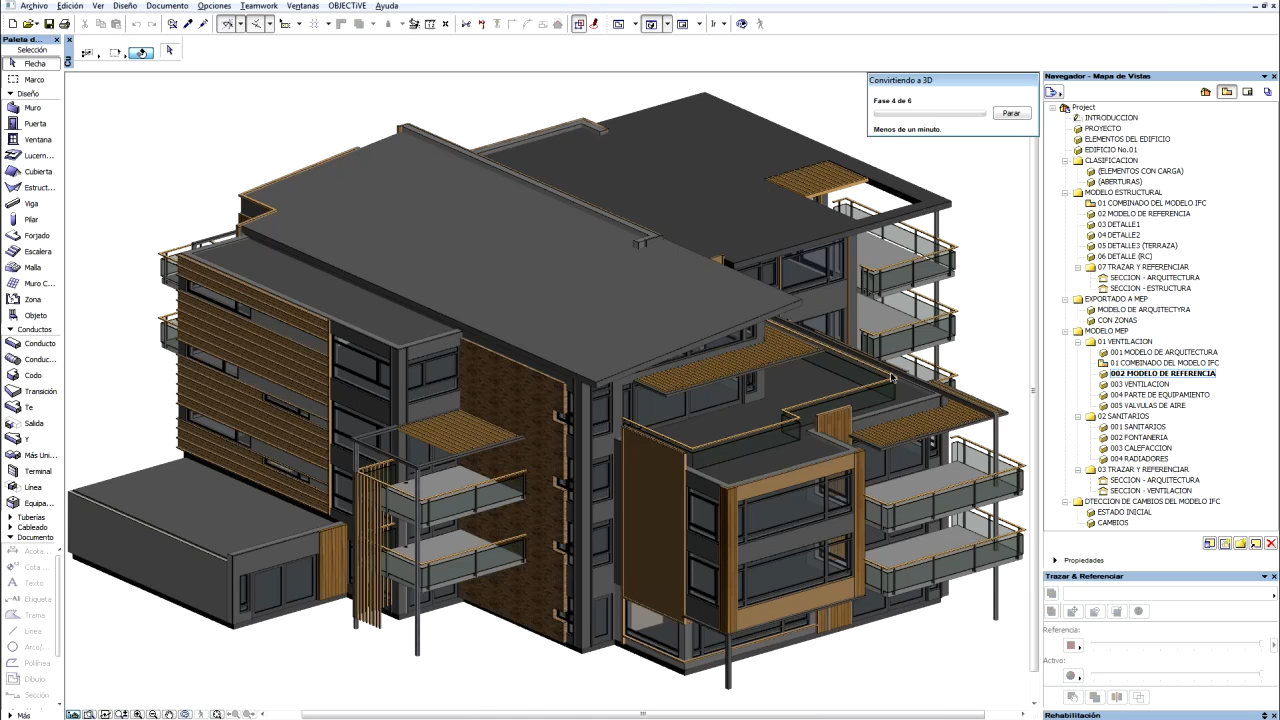 Archivo Edición Ver Diseño Documento Opciones Teamwork Ventanas OBJECTiVE Ayuda
Paleta d...
Selección
Flecha
Marco
Diseño
Muro
Puerta
Ventana
Lucern...
Cubierta
Estruct...
Viga
Pilar
Forjado
Escalera
Malla
Muro C...
Zona
Objeto
Conductos
Conducto
Conduc...
Codo
Transición
Te
Salida
Y
Más Uni...
Terminal
Línea
Equipa...
Tuberías
Cableado
Documento
Acota...
Cota ...
Texto
Etiqueta
Trama
Línea
Arco/...
Polilínea
Dibujo
Sección
Más
Convirtiendo a 3D
Fase 4 de 6
Parar
Menos de un minuto.
Navegador - Mapa de Vistas
Project
INTRODUCCION
PROYECTO
ELEMENTOS DEL EDIFICIO
EDIFICIO No.01
CLASIFICACION
(ELEMENTOS CON CARGA)
(ABERTURAS)
MODELO ESTRUCTURAL
01 COMBINADO DEL MODELO IFC
02 MODELO DE REFERENCIA
03 DETALLE1
04 DETALLE2
05 DETALLE3 (TERRAZA)
06 DETALLE (RC)
07 TRAZAR Y REFERENCIAR
SECCION - ARQUITECTURA
SECCION - ESTRUCTURA
EXPORTADO A MEP
MODELO DE ARQUITECTYRA
CON ZONAS
MODELO MEP
01 VENTILACION
001 MODELO DE ARQUITECTURA
01 COMBINADO DEL MODELO IFC
002 MODELO DE REFERENCIA
003 VENTILACION
004 PARTE DE EQUIPAMIENTO
005 VALVULAS DE AIRE
02 SANITARIOS
001 SANITARIOS
002 FONTANERIA
003 CALEFACCION
004 RADIADORES
03 TRAZAR Y REFERENCIAR
SECCION - ARQUITECTURA
SECCION - VENTILACION
DTECCION DE CAMBIOS DEL MODELO IFC
ESTADO INICIAL
CAMBIOS
Propiedades
Trazar & Referenciar
Referencia:
Activo:
Rehabilitación